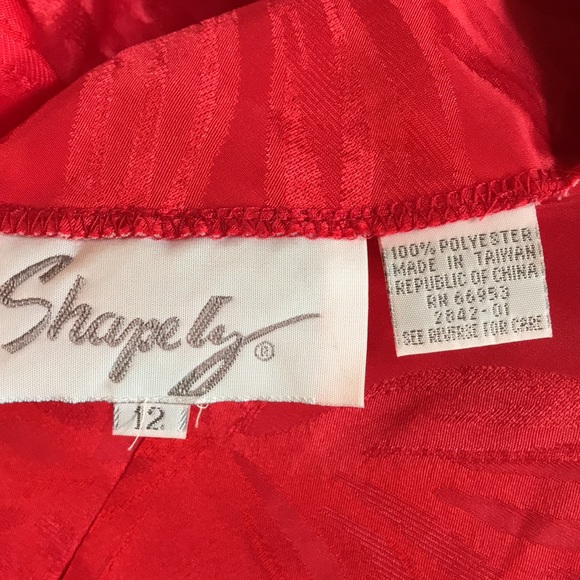 Shapely®
12
100% POLYESTER
MADE IN TAIWAN
REPUBLIC OF CHINA
RN 66953
2842-01
SEE REVERSE FOR CARE